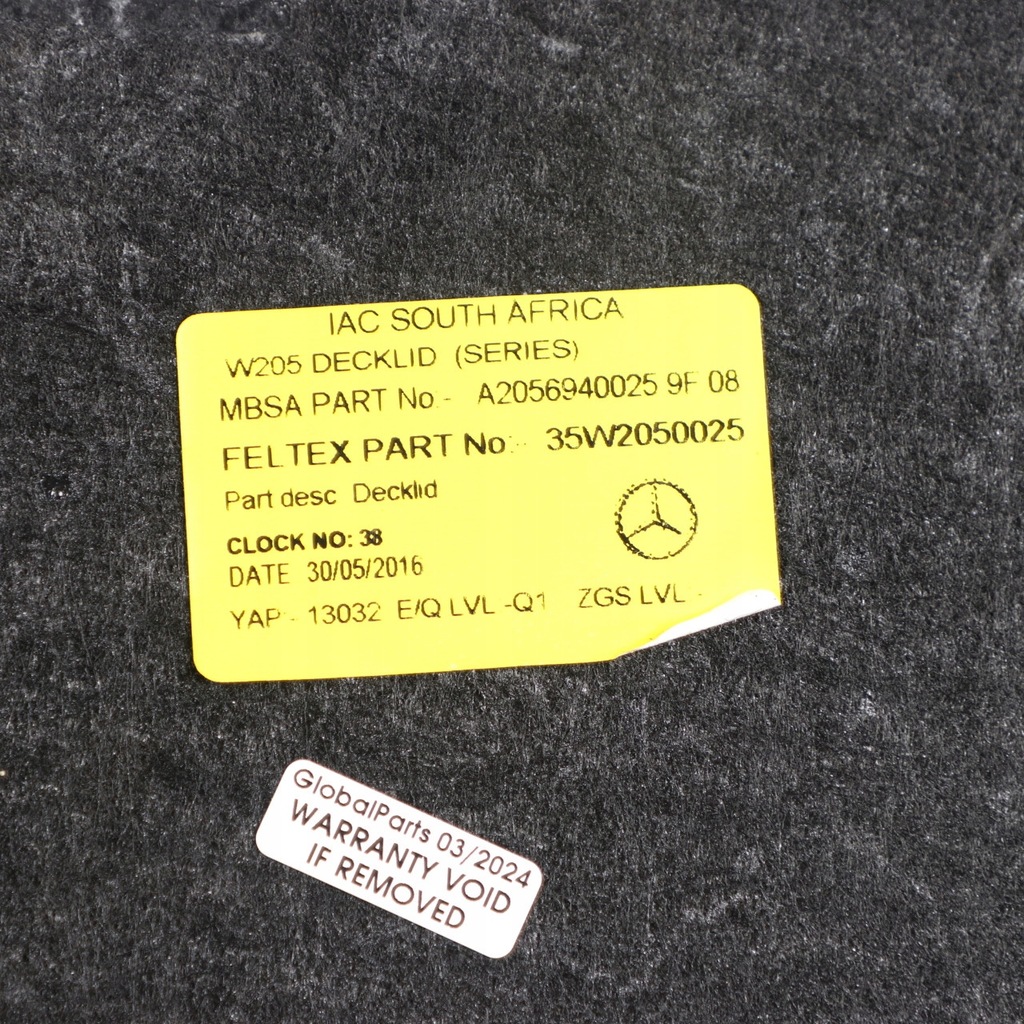 IAC SOUTH AFRICA
W205 DECKLID (SERIES)
MBSA PART No.- A2056940025 9F 08
FELTEX PART No:- 35W2050025
Part desc Decklid
CLOCK NO: 38
DATE 30/05/2016
YAP - 13032 E/Q LVL -Q1 ZGS LVL -
GlobalParts 03/2024
WARRANTY VOID
IF REMOVED